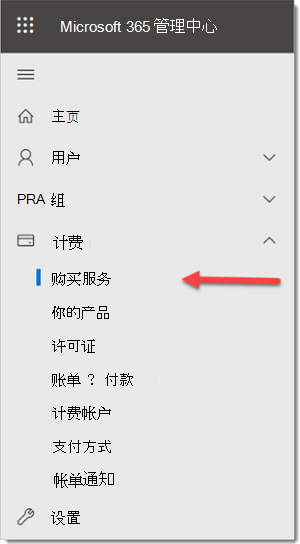 Microsoft 365 管理中心
主页
用户
PRA 组
计费
购买服务
你的产品
许可证
账单 ? 付款
计费帐户
支付方式
帐单通知
设置